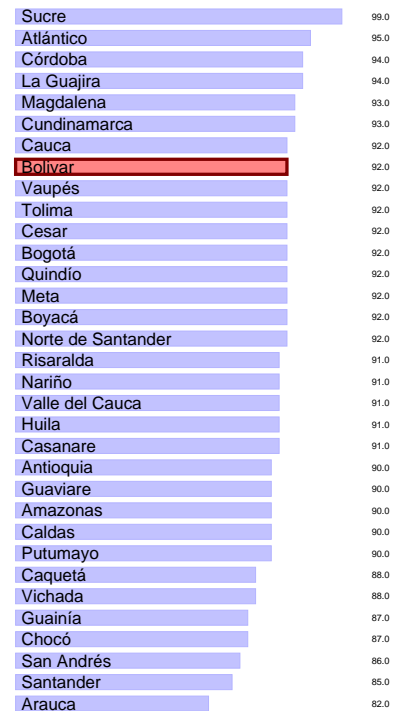 Sucre 99.0
Atlántico 95.0
Córdoba 94.0
La Guajira 94.0
Magdalena 93.0
Cundinamarca 93.0
Cauca 92.0
Bolivar 92.0
Vaupés 92.0
Tolima 92.0
Cesar 92.0
Bogotá 92.0
Quindío 92.0
Meta 92.0
Boyacá 92.0
Norte de Santander 92.0
Risaralda 91.0
Nariño 91.0
Valle del Cauca 91.0
Huila 91.0
Casanare 91.0
Antioquia 90.0
Guaviare 90.0
Amazonas 90.0
Caldas 90.0
Putumayo 90.0
Caquetá 88.0
Vichada 88.0
Guainía 87.0
Chocó 87.0
San Andrés 86.0
Santander 85.0
Arauca 82.0